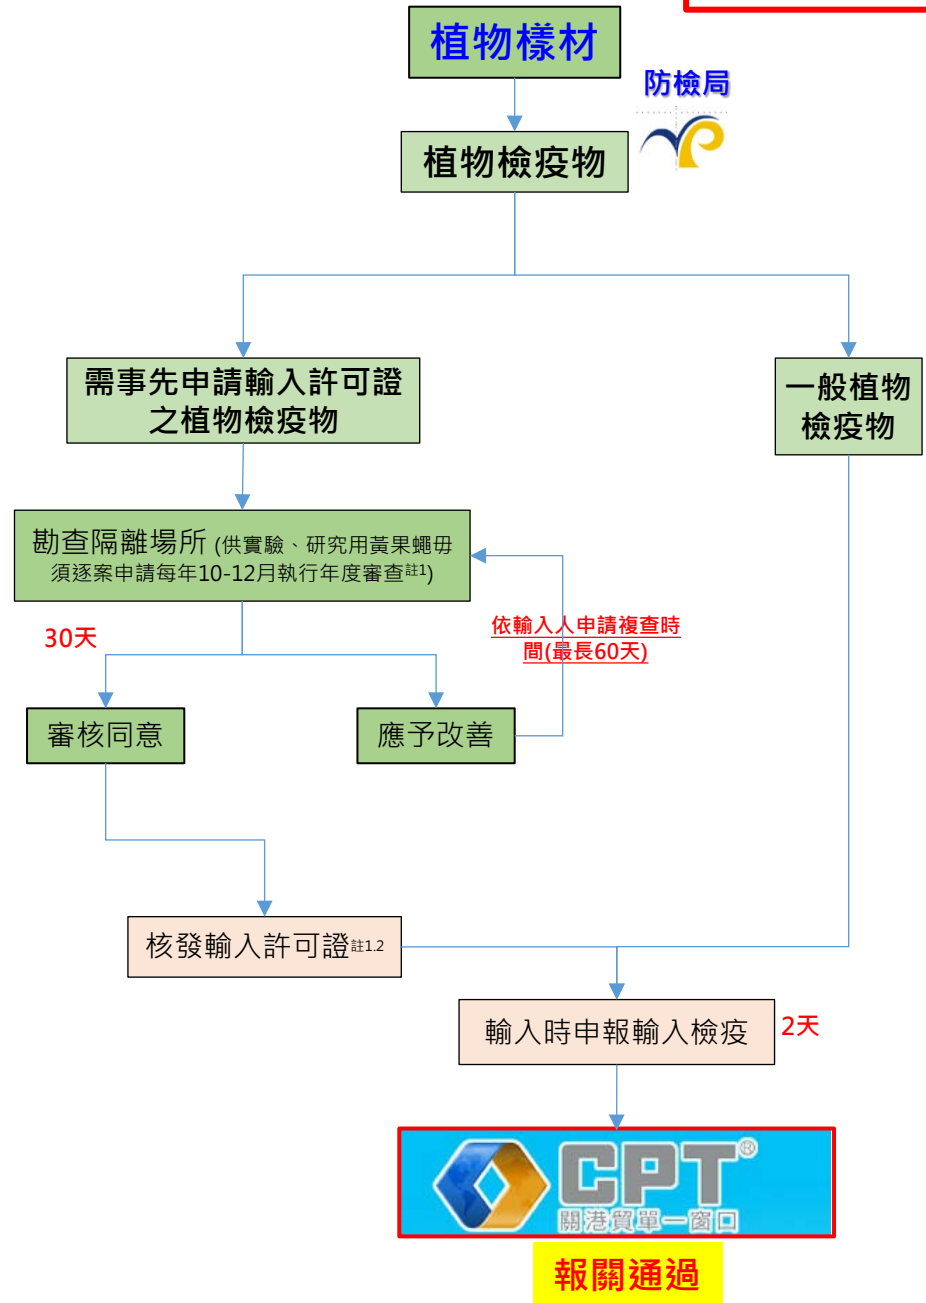 植物樣材
防檢局
植物檢疫物
需事先申請輸入許可證
之植物檢疫物
一般植物
檢疫物
勘查隔離場所 (供實驗、研究用黃果蠅毋
須逐案申請每年10-12月執行年度審查註1)
30天
依輸入人申請複查時
間(最長60天)
審核同意
應予改善
核發輸入許可證註1.2
輸入時申報輸入檢疫
2天
CPT®
關港貿單一窗口
報關通過